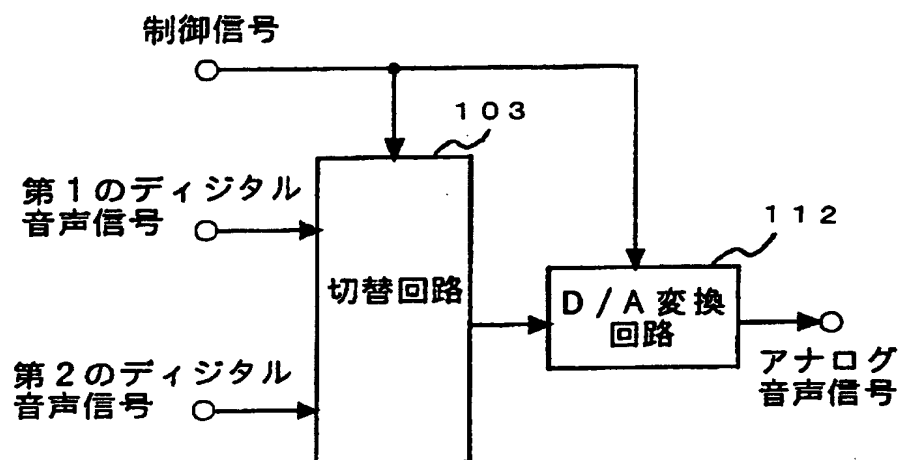 制御信号
103
第1のディジタル
音声信号
切替回路
112
D/A変換
回路
第2のディジタル
音声信号
アナログ
音声信号